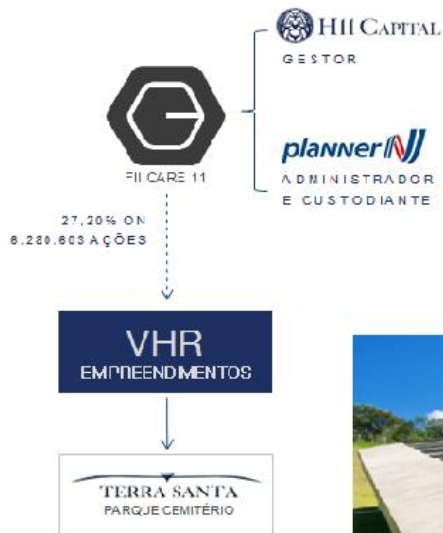 H11 CAPITAL
GESTOR
planner
ADMINISTRADOR
E CUSTODIANTE
FII CARE 11
27,20% ON
6.280.603 AÇÕES
VHR
EMPREENDIMENTOS
TERRA SANTA
PARQUE CEMITÉRIO